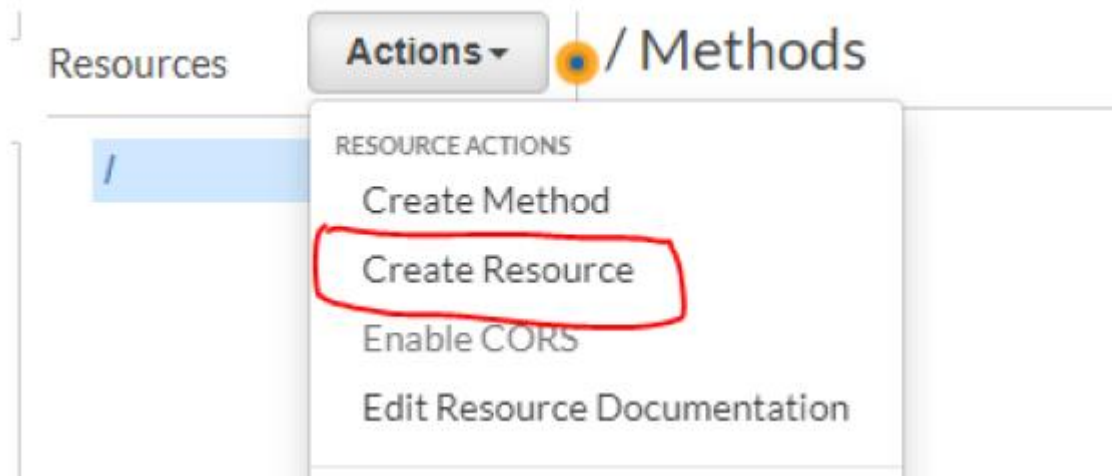 Resources
Actions
/ Methods
/
RESOURCE ACTIONS
Create Method
Create Resource
Enable CORS
Edit Resource Documentation